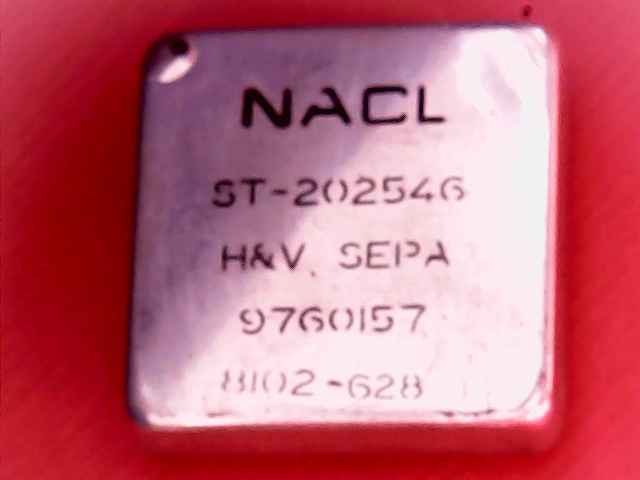 NACL
ST-202546
H&V. SEPA
9760157
8102-628